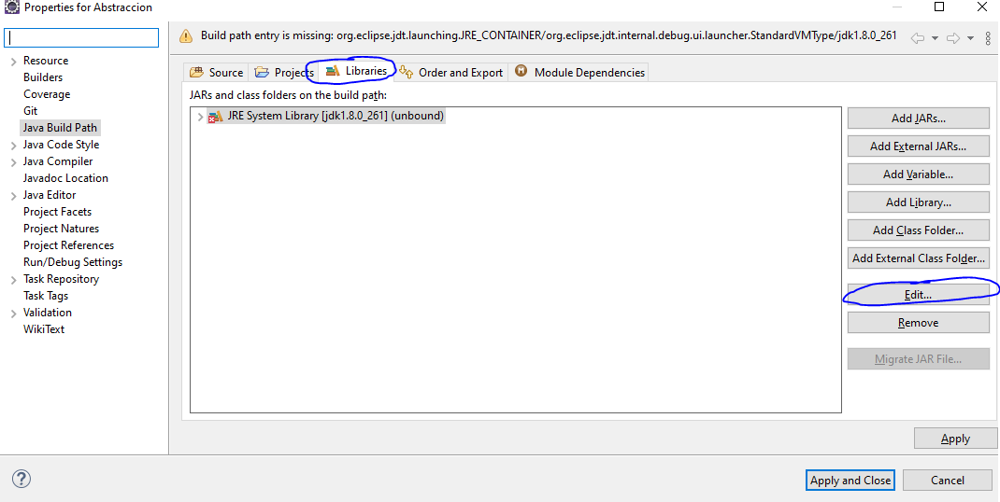 Properties for Abstraccion
Build path entry is missing: org.eclipse.jdt.launching.JRE_CONTAINER/org.eclipse.jdt.internal.debug.ui.launcher.StandardVMType/jdk1.8.0_261
Resource
Builders
Coverage
Git
Java Build Path
Java Code Style
Java Compiler
Javadoc Location
Java Editor
Project Facets
Project Natures
Project References
Run/Debug Settings
Task Repository
Task Tags
Validation
WikiText
Source Projects Libraries Order and Export Module Dependencies
JARs and class folders on the build path:
JRE System Library [jdk1.8.0_261] (unbound)
Add JARs...
Add External JARs...
Add Variable...
Add Library...
Add Class Folder...
Add External Class Folder...
Edit...
Remove
Migrate JAR File...
Apply
Apply and Close Cancel